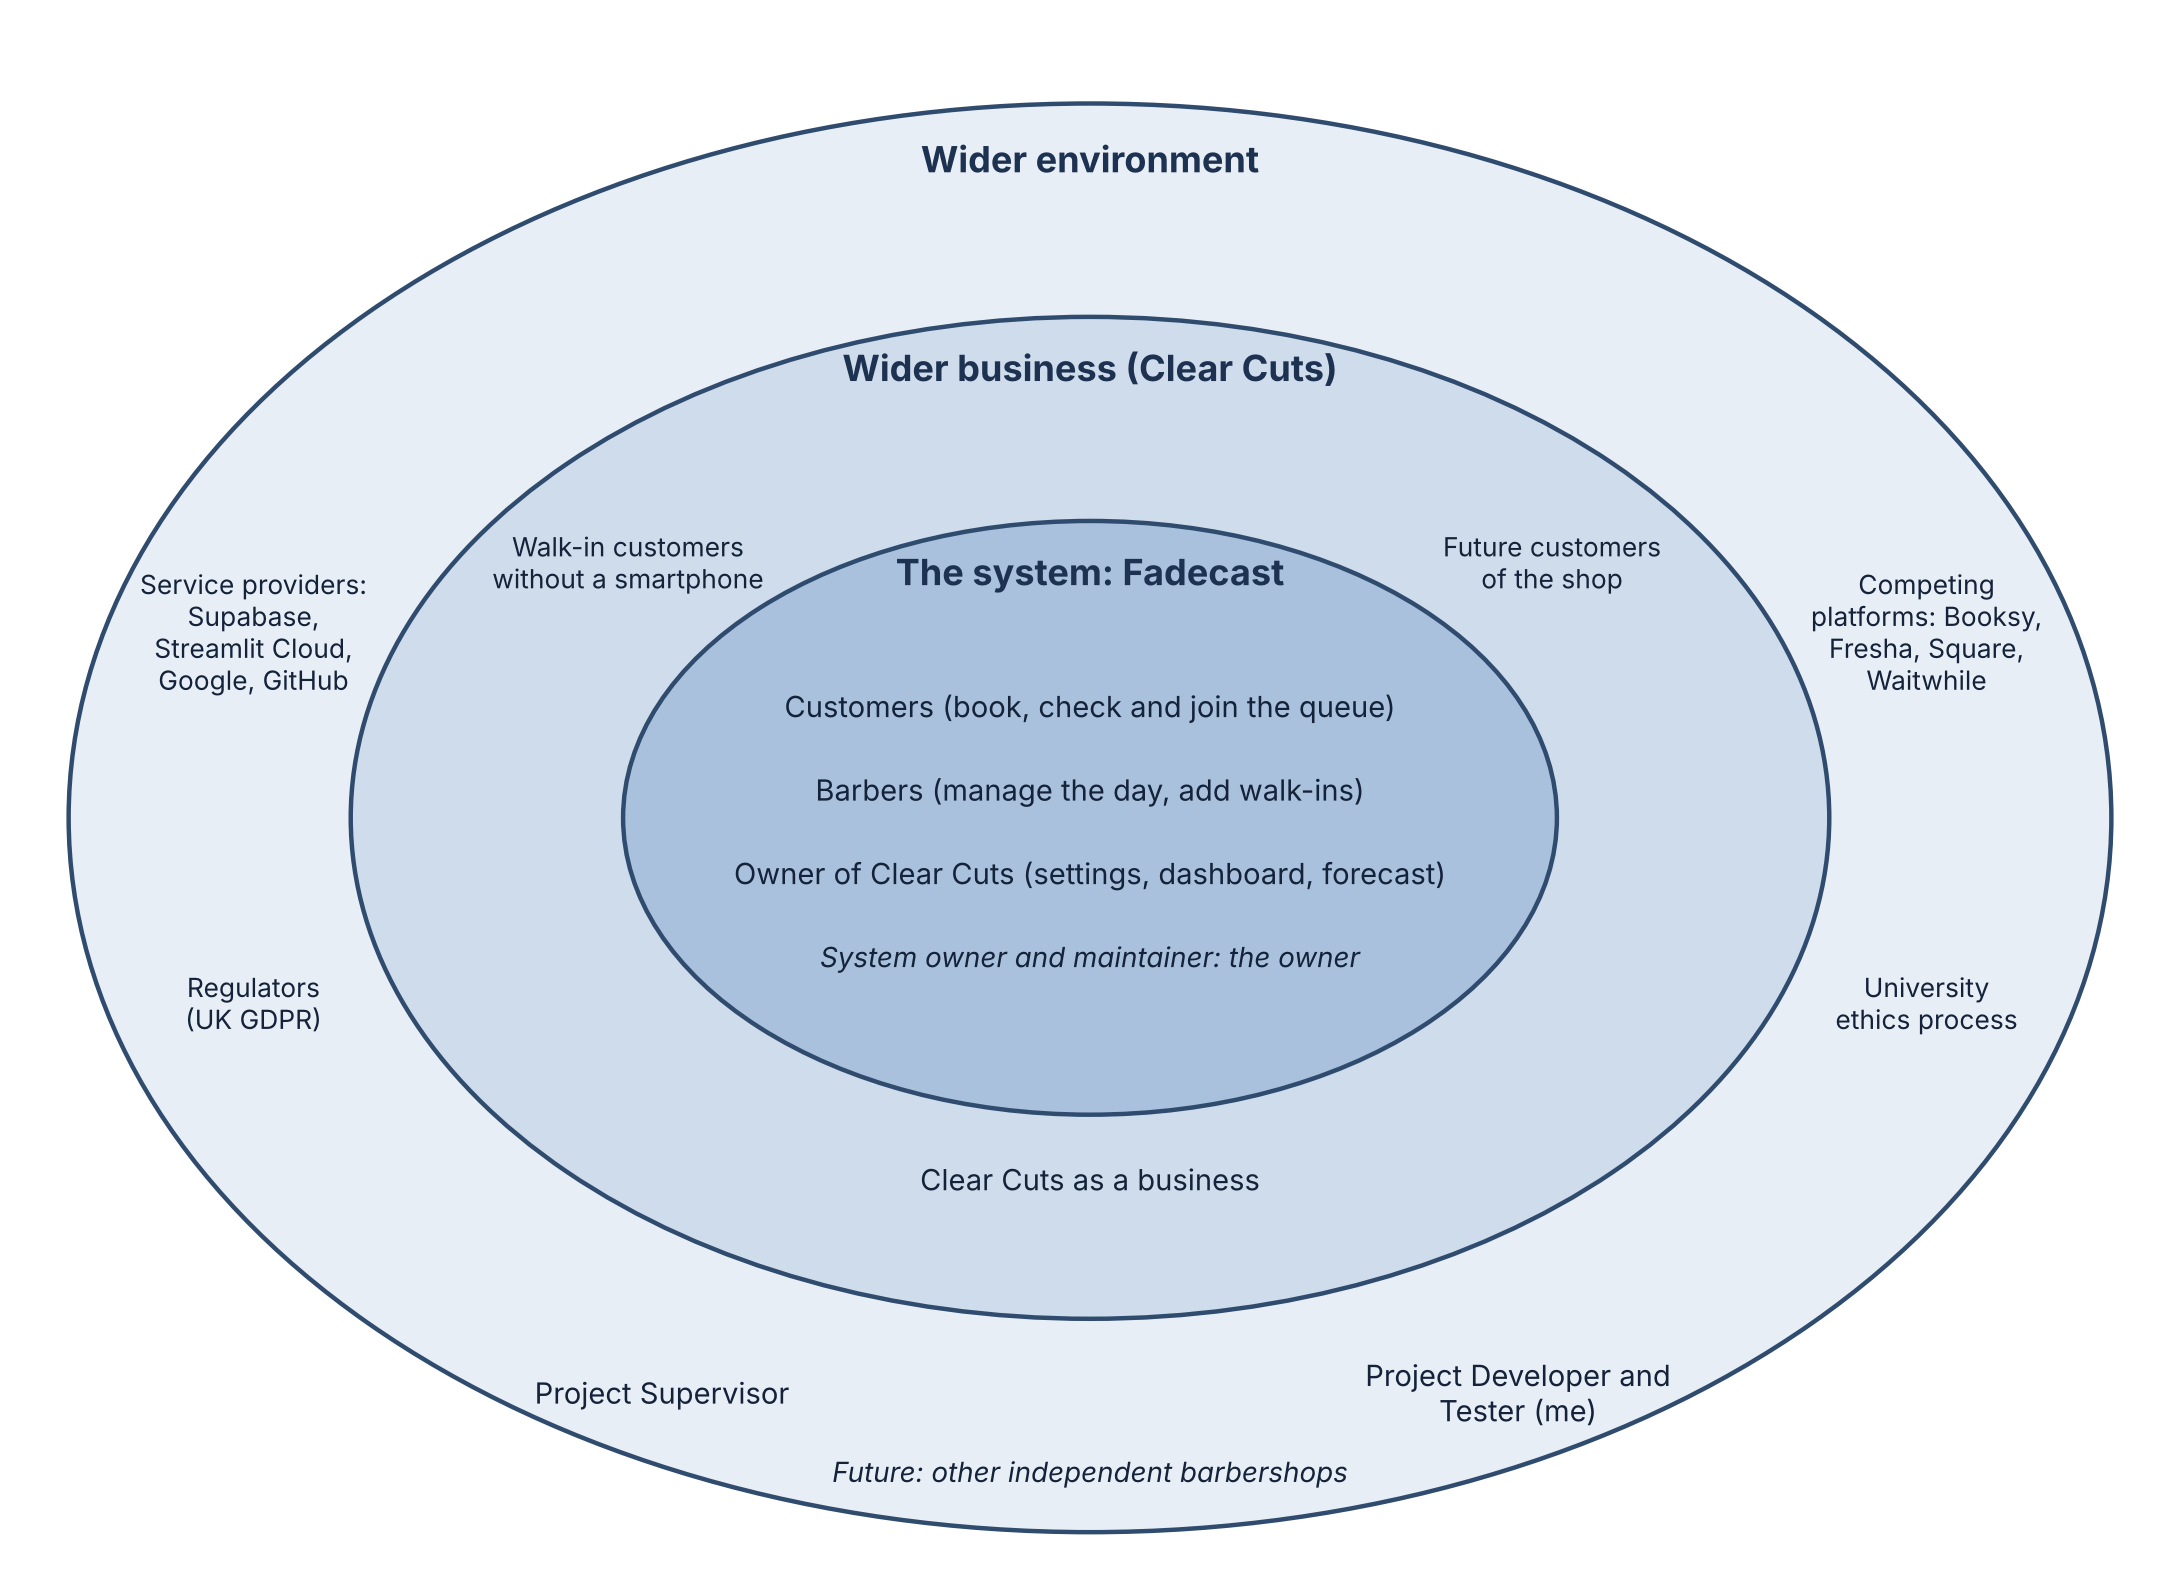 Wider environment
Wider business (Clear Cuts)
Walk-in customers
without a smartphone
Future customers
of the shop
The system: Fadecast
Service providers:
Supabase,
Streamlit Cloud,
Google, GitHub
Competing
platforms: Booksy,
Fresha, Square,
Waitwhile
Customers (book, check and join the queue)
Barbers (manage the day, add walk-ins)
Owner of Clear Cuts (settings, dashboard, forecast)
System owner and maintainer: the owner
Regulators
(UK GDPR)
University
ethics process
Clear Cuts as a business
Project Supervisor
Project Developer and
Tester (me)
Future: other independent barbershops